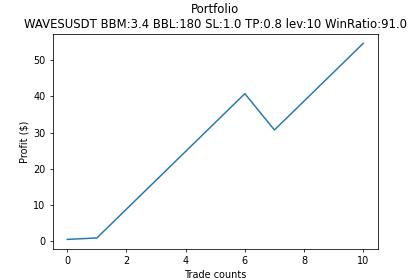 Portfolio
WAVESUSDT BBM:3.4 BBL:180 SL:1.0 TP:0.8 lev:10 WinRatio:91.0
50
40
30
20
10
0
Profit ($)
0 2 4 6 8 10
Trade counts